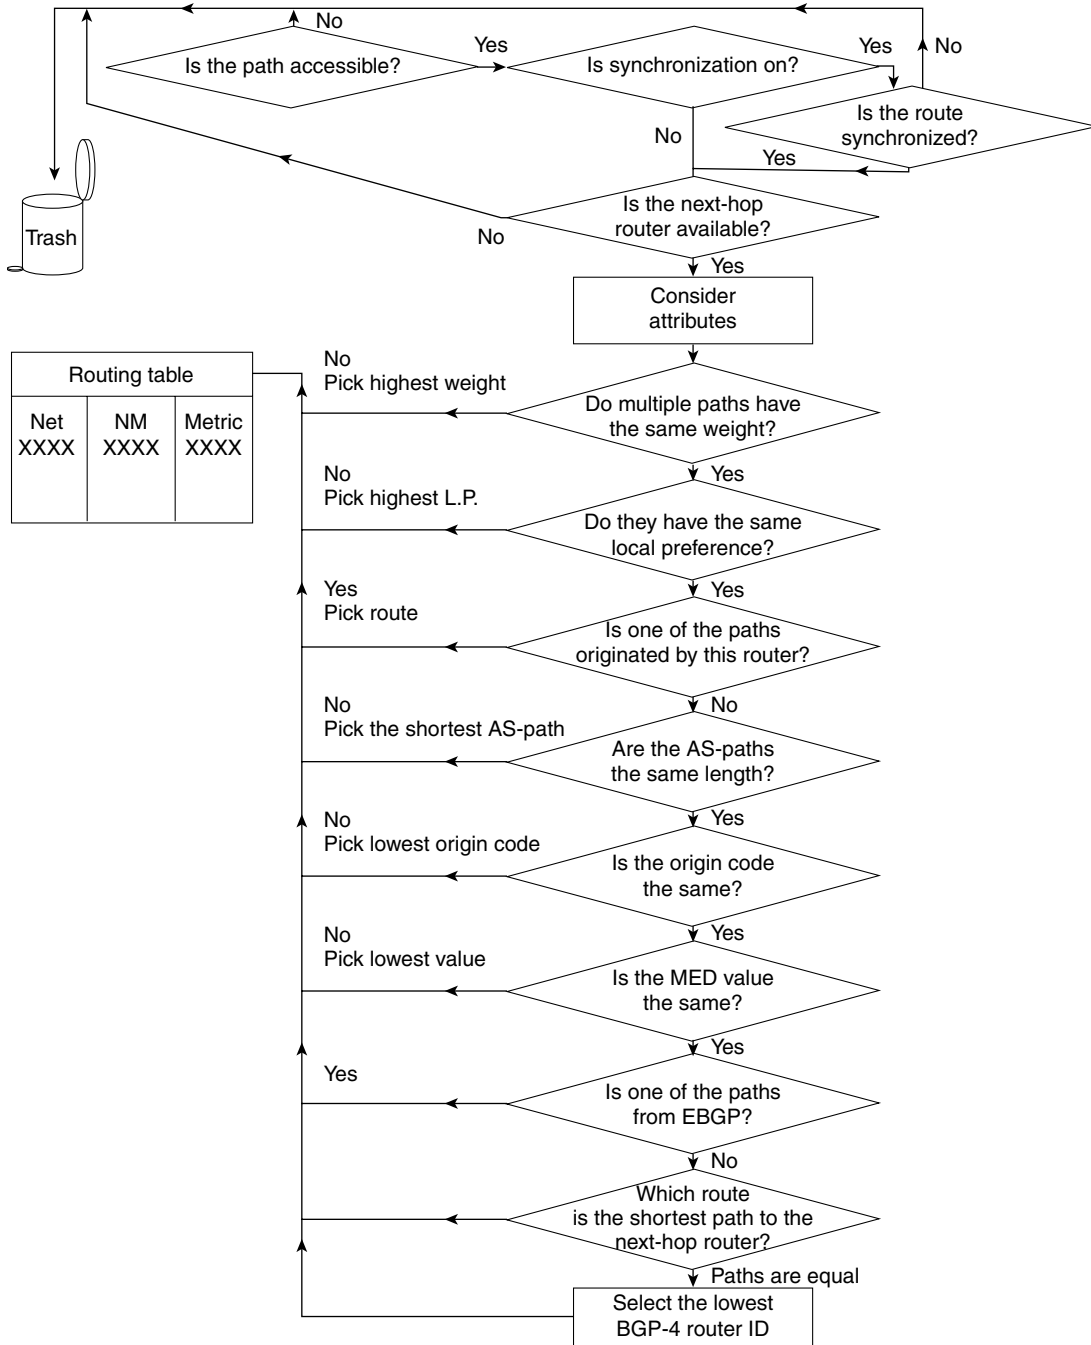 No
Is the path accessible?
Yes
Is synchronization on?
Yes
No
Is the route
synchronized?
No
Yes
Trash
Is the next-hop
router available?
No
Yes
Consider
attributes
Routing table
Net
XXXX
NM
XXXX
Metric
XXXX
No
Pick highest weight
Do multiple paths have
the same weight?
Yes
No
Pick highest L.P.
Do they have the same
local preference?
Yes
Yes
Pick route
Is one of the paths
originated by this router?
No
No
Pick the shortest AS-path
Are the AS-paths
the same length?
Yes
No
Pick lowest origin code
Is the origin code
the same?
Yes
No
Pick lowest value
Is the MED value
the same?
Yes
Yes
Is one of the paths
from EBGP?
No
Which route
is the shortest path to the
next-hop router?
Paths are equal
Select the lowest
BGP-4 router ID